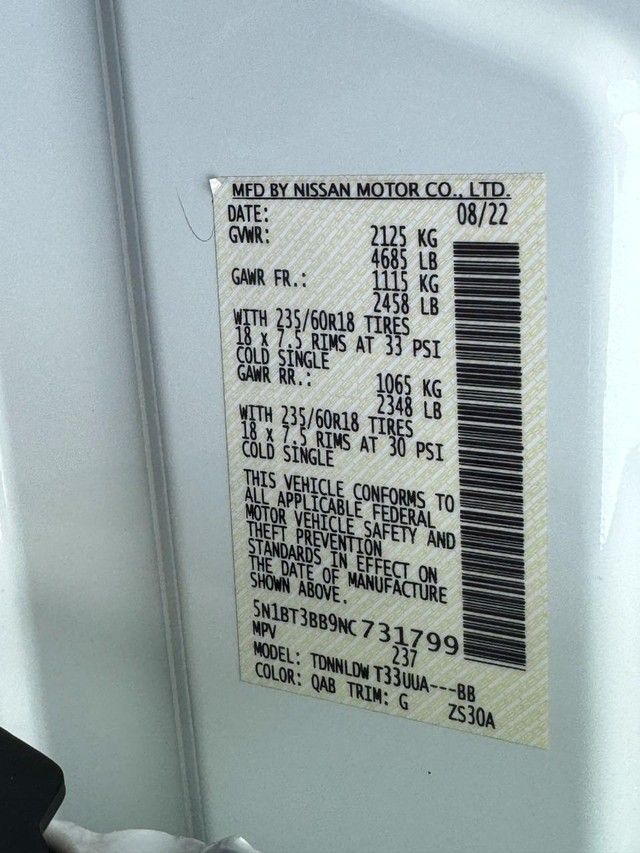 MFD BY NISSAN MOTOR CO., LTD.
DATE: 08/22
GVWR: 2125 KG
4685 LB
GAWR FR.: 1115 KG
2458 LB
WITH 235/60R18 TIRES
18 x 7.5 RIMS AT 33 PSI
COLD SINGLE
GAWR RR.: 1065 KG
2348 LB
WITH 235/60R18 TIRES
18 x 7.5 RIMS AT 30 PSI
COLD SINGLE
THIS VEHICLE CONFORMS TO
ALL APPLICABLE FEDERAL
MOTOR VEHICLE SAFETY AND
THEFT PREVENTION
STANDARDS IN EFFECT ON
THE DATE OF MANUFACTURE
SHOWN ABOVE.
5N1BT3BB9NC731799
MPV 237
MODEL: TDNNLDW T33UUA---BB
COLOR: QAB TRIM: G ZS30A